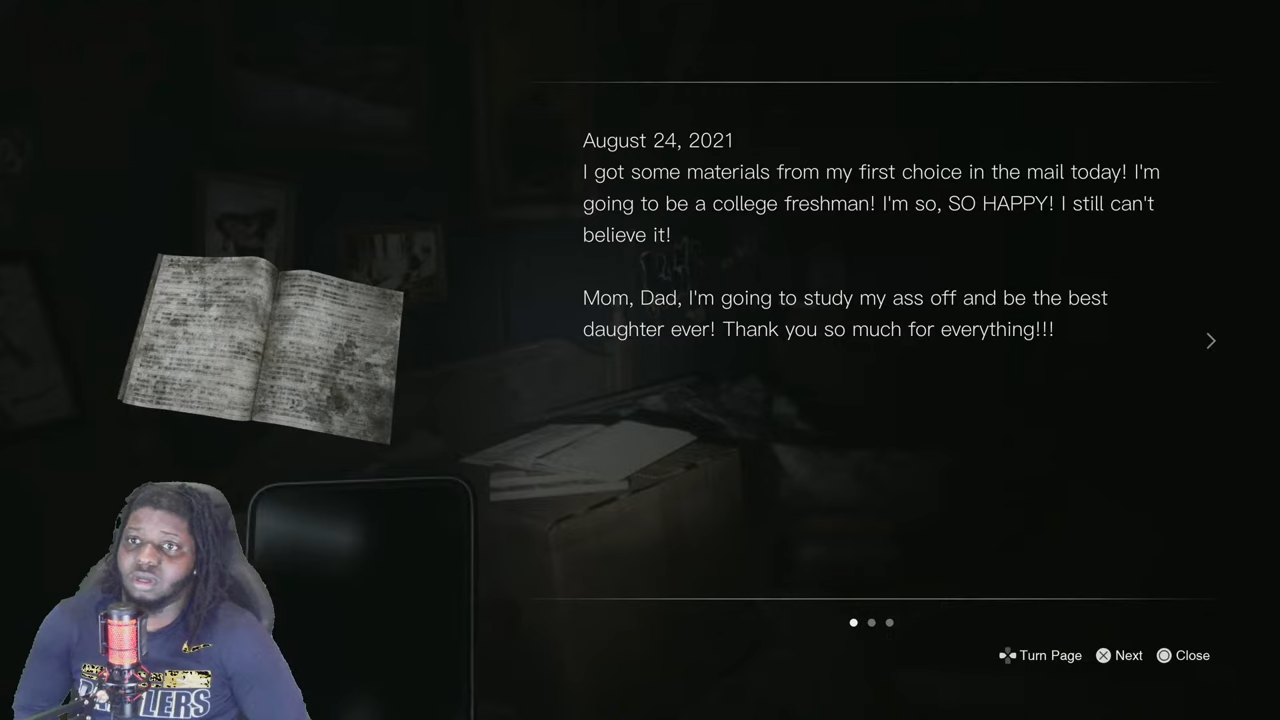 August 24, 2021
I got some materials from my first choice in the mail today! I'm
going to be a college freshman! I'm so, SO HAPPY! I still can't
believe it!
Mom, Dad, I'm going to study my ass off and be the best
daughter ever! Thank you so much for everything!!!
Turn Page Next Close